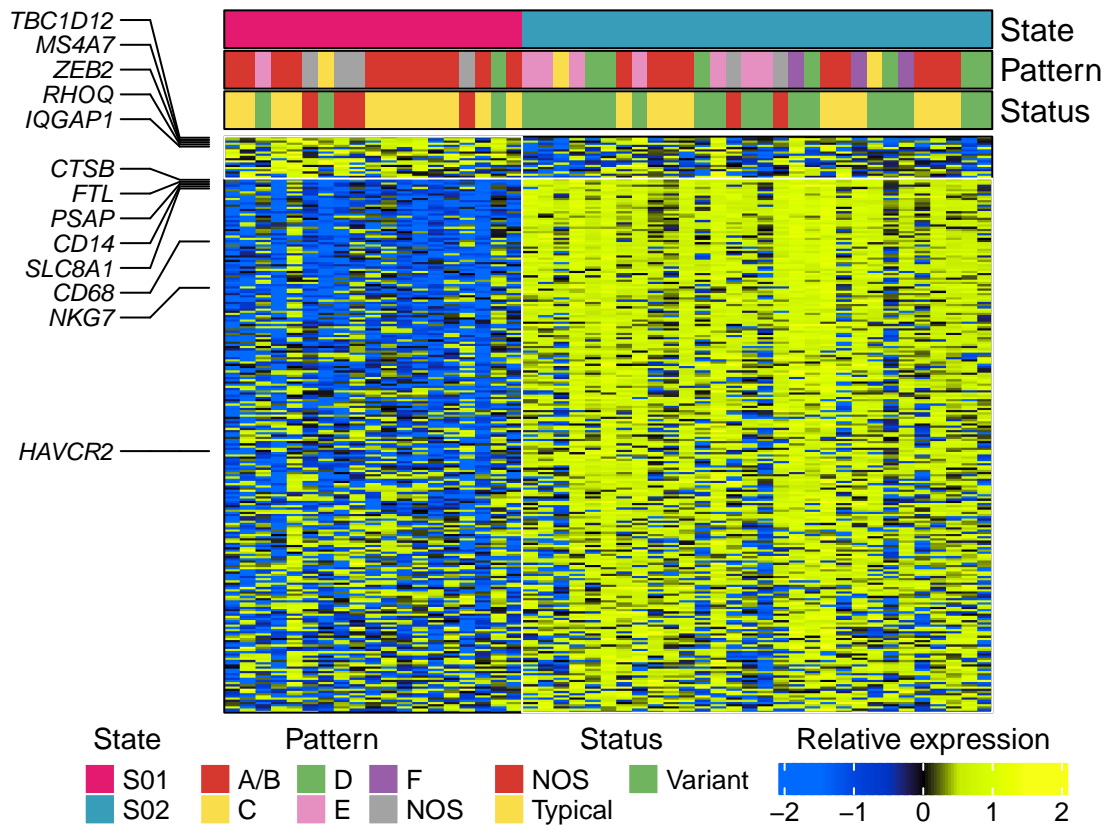 TBC1D12
MS4A7
ZEB2
RHOQ
IQGAP1
CTSB
FTL
PSAP
CD14
SLC8A1
CD68
NKG7
HAVCR2
State
Pattern
Status
State
S01
S02
Pattern
A/B
C
D
E
F
NOS
Status
NOS
Typical
Variant
Relative expression
−2 −1 0 1 2